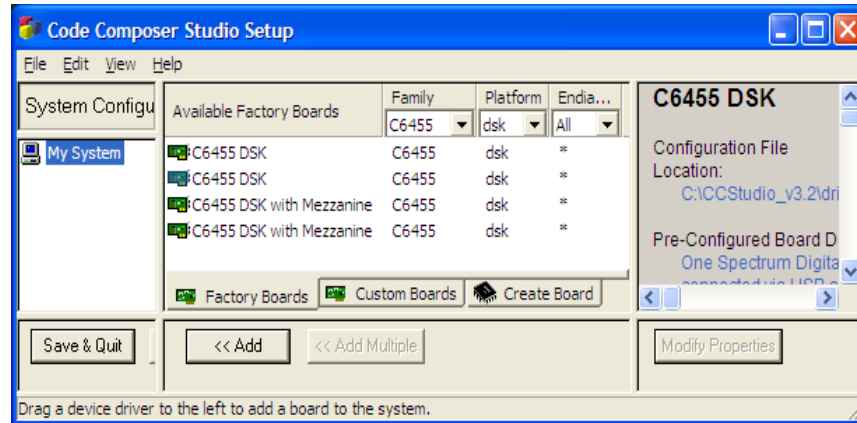 Code Composer Studio Setup
File Edit View Help
System Configu
My System
Save & Quit
Available Factory Boards Family Platform Endia...
C6455 dsk All
C6455 DSK C6455 dsk *
C6455 DSK C6455 dsk *
C6455 DSK with Mezzanine C6455 dsk *
C6455 DSK with Mezzanine C6455 dsk *
Factory Boards Custom Boards Create Board
<< Add << Add Multiple
C6455 DSK
Configuration File
Location:
C:\CCStudio_v3.2\dri
Pre-Configured Board D
One Spectrum Digita
Modify Properties
Drag a device driver to the left to add a board to the system.